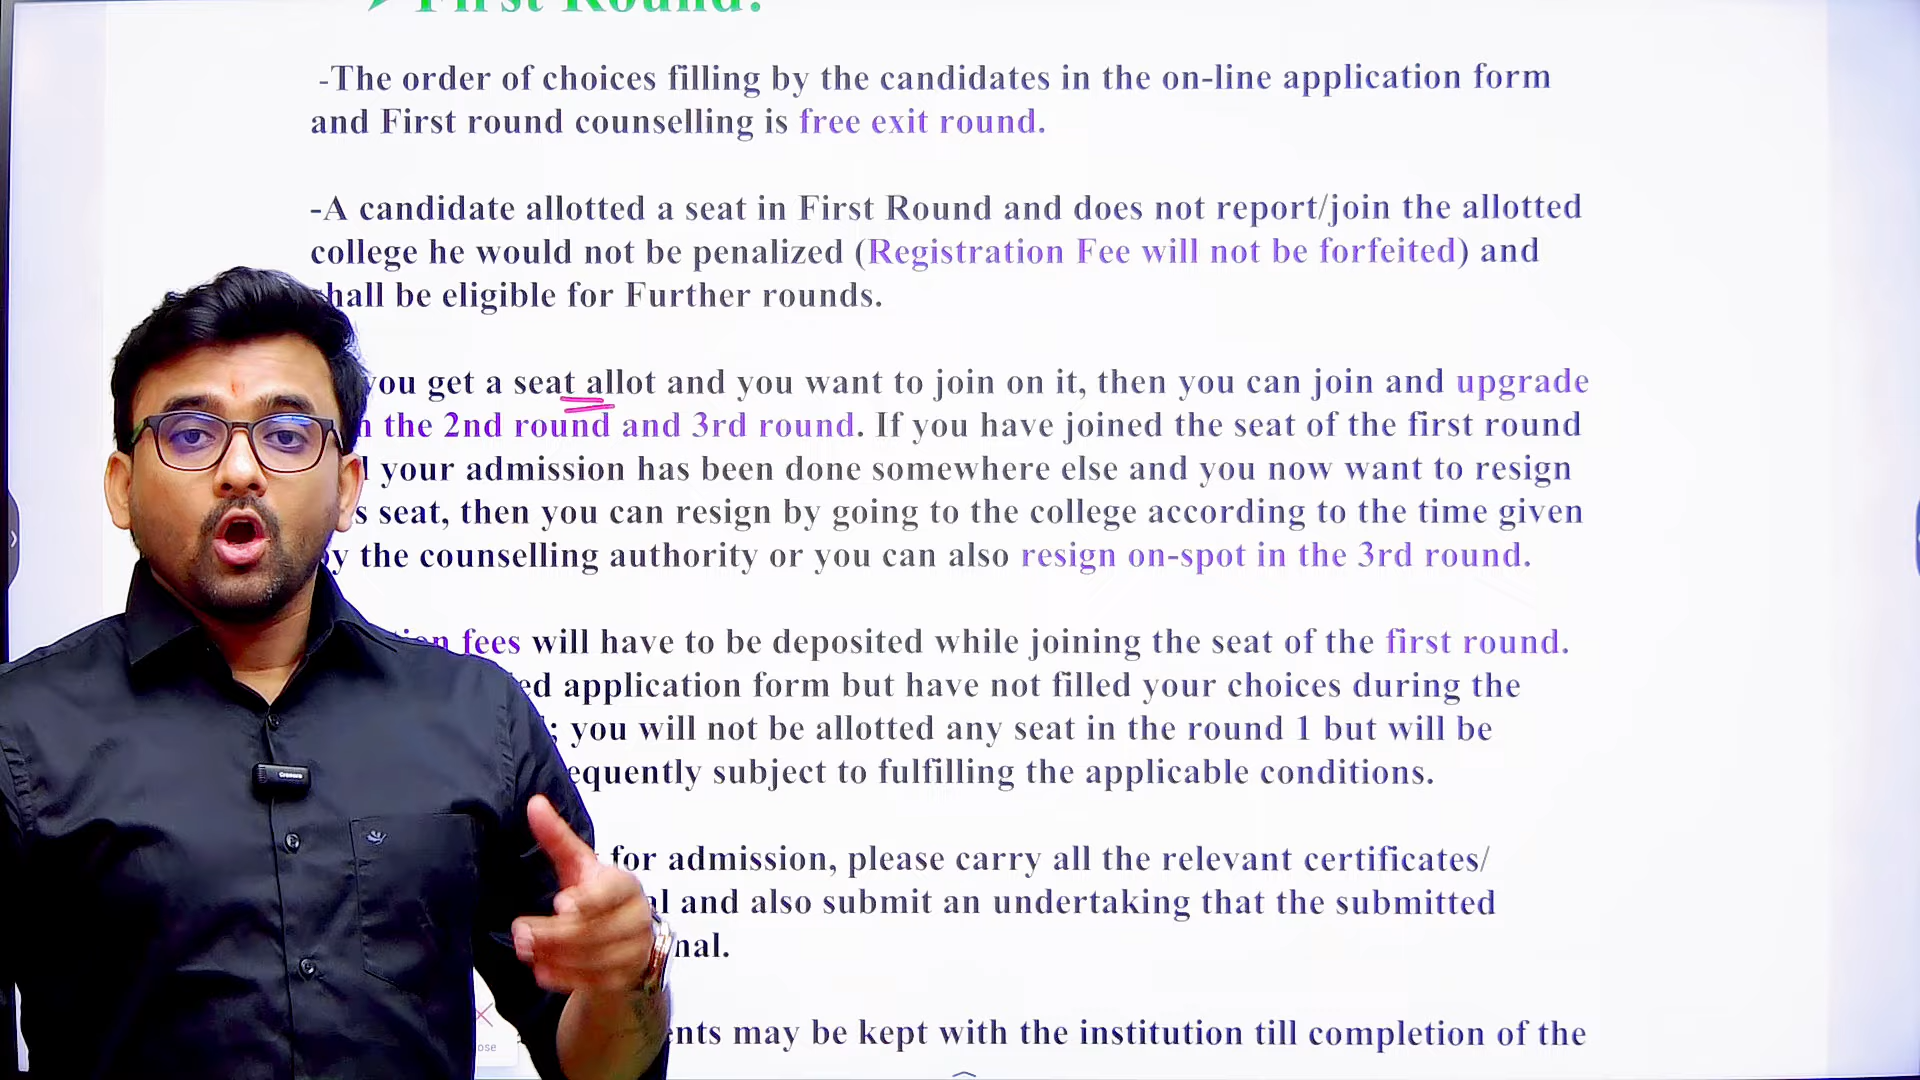 First Round:
-The order of choices filling by the candidates in the on-line application form
and First round counselling is free exit round.
-A candidate allotted a seat in First Round and does not report/join the allotted
college he would not be penalized (Registration Fee will not be forfeited) and
shall be eligible for Further rounds.
you get a seat allot and you want to join on it, then you can join and upgrade
the 2nd round and 3rd round. If you have joined the seat of the first round
your admission has been done somewhere else and you now want to resign
seat, then you can resign by going to the college according to the time given
by the counselling authority or you can also resign on-spot in the 3rd round.
fees will have to be deposited while joining the seat of the first round.
application form but have not filled your choices during the
you will not be allotted any seat in the round 1 but will be
subject to fulfilling the applicable conditions.
for admission, please carry all the relevant certificates/
and also submit an undertaking that the submitted
may be kept with the institution till completion of the